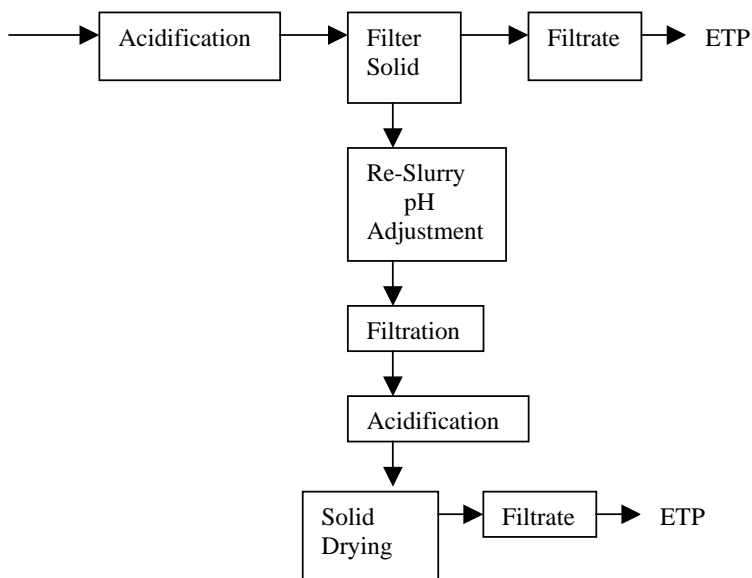 Acidification
Filter
Solid
Filtrate
ETP
Re-Slurry
pH
Adjustment
Filtration
Acidification
Solid
Drying
Filtrate
ETP